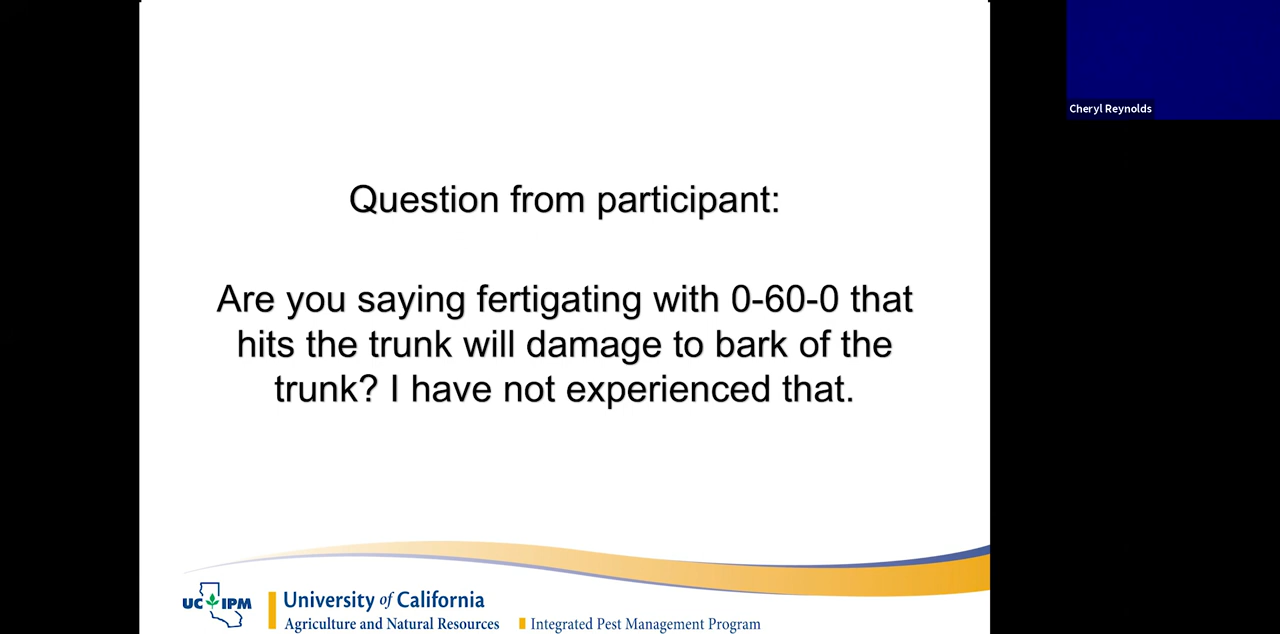 Cheryl Reynolds
Question from participant:
Are you saying fertigating with 0-60-0 that
hits the trunk will damage to bark of the
trunk? I have not experienced that.
UC IPM
University of California
Agriculture and Natural Resources
Integrated Pest Management Program